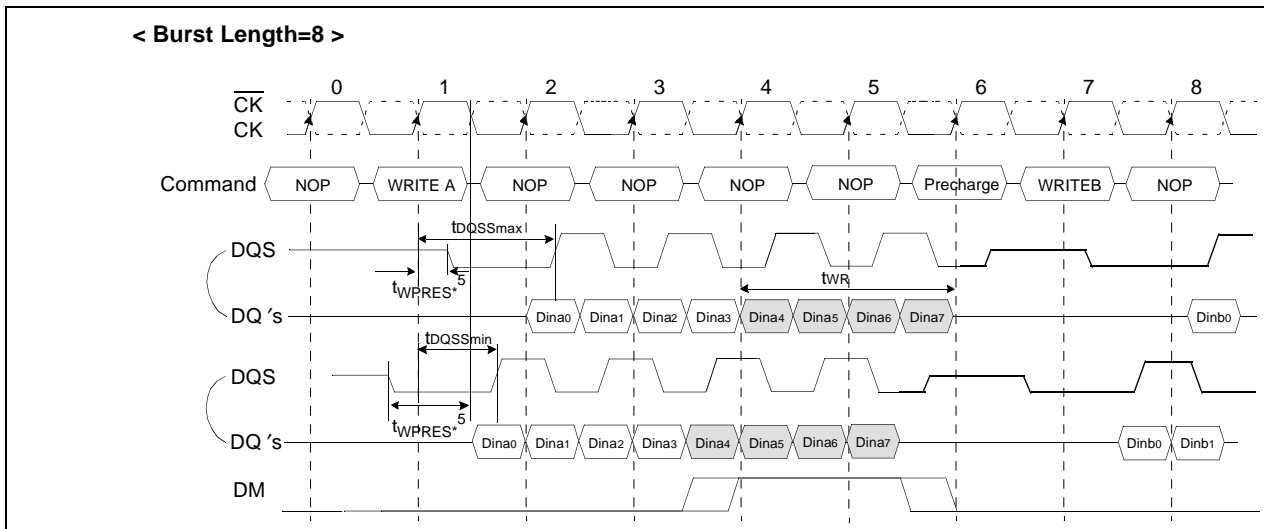 < Burst Length=8 >
0 1 2 3 4 5 6 7 8
CK
CK
Command NOP WRITE A NOP NOP NOP NOP Precharge WRITEB NOP
tDQSSmax
DQS
tWPRES*5
tWR
DQ 's Dina0 Dina1 Dina2 Dina3 Dina4 Dina5 Dina6 Dina7 Dinb0
tDQSSmin
DQS
tWPRES*5
DQ 's Dina0 Dina1 Dina2 Dina3 Dina4 Dina5 Dina6 Dina7 Dinb0 Dinb1
DM